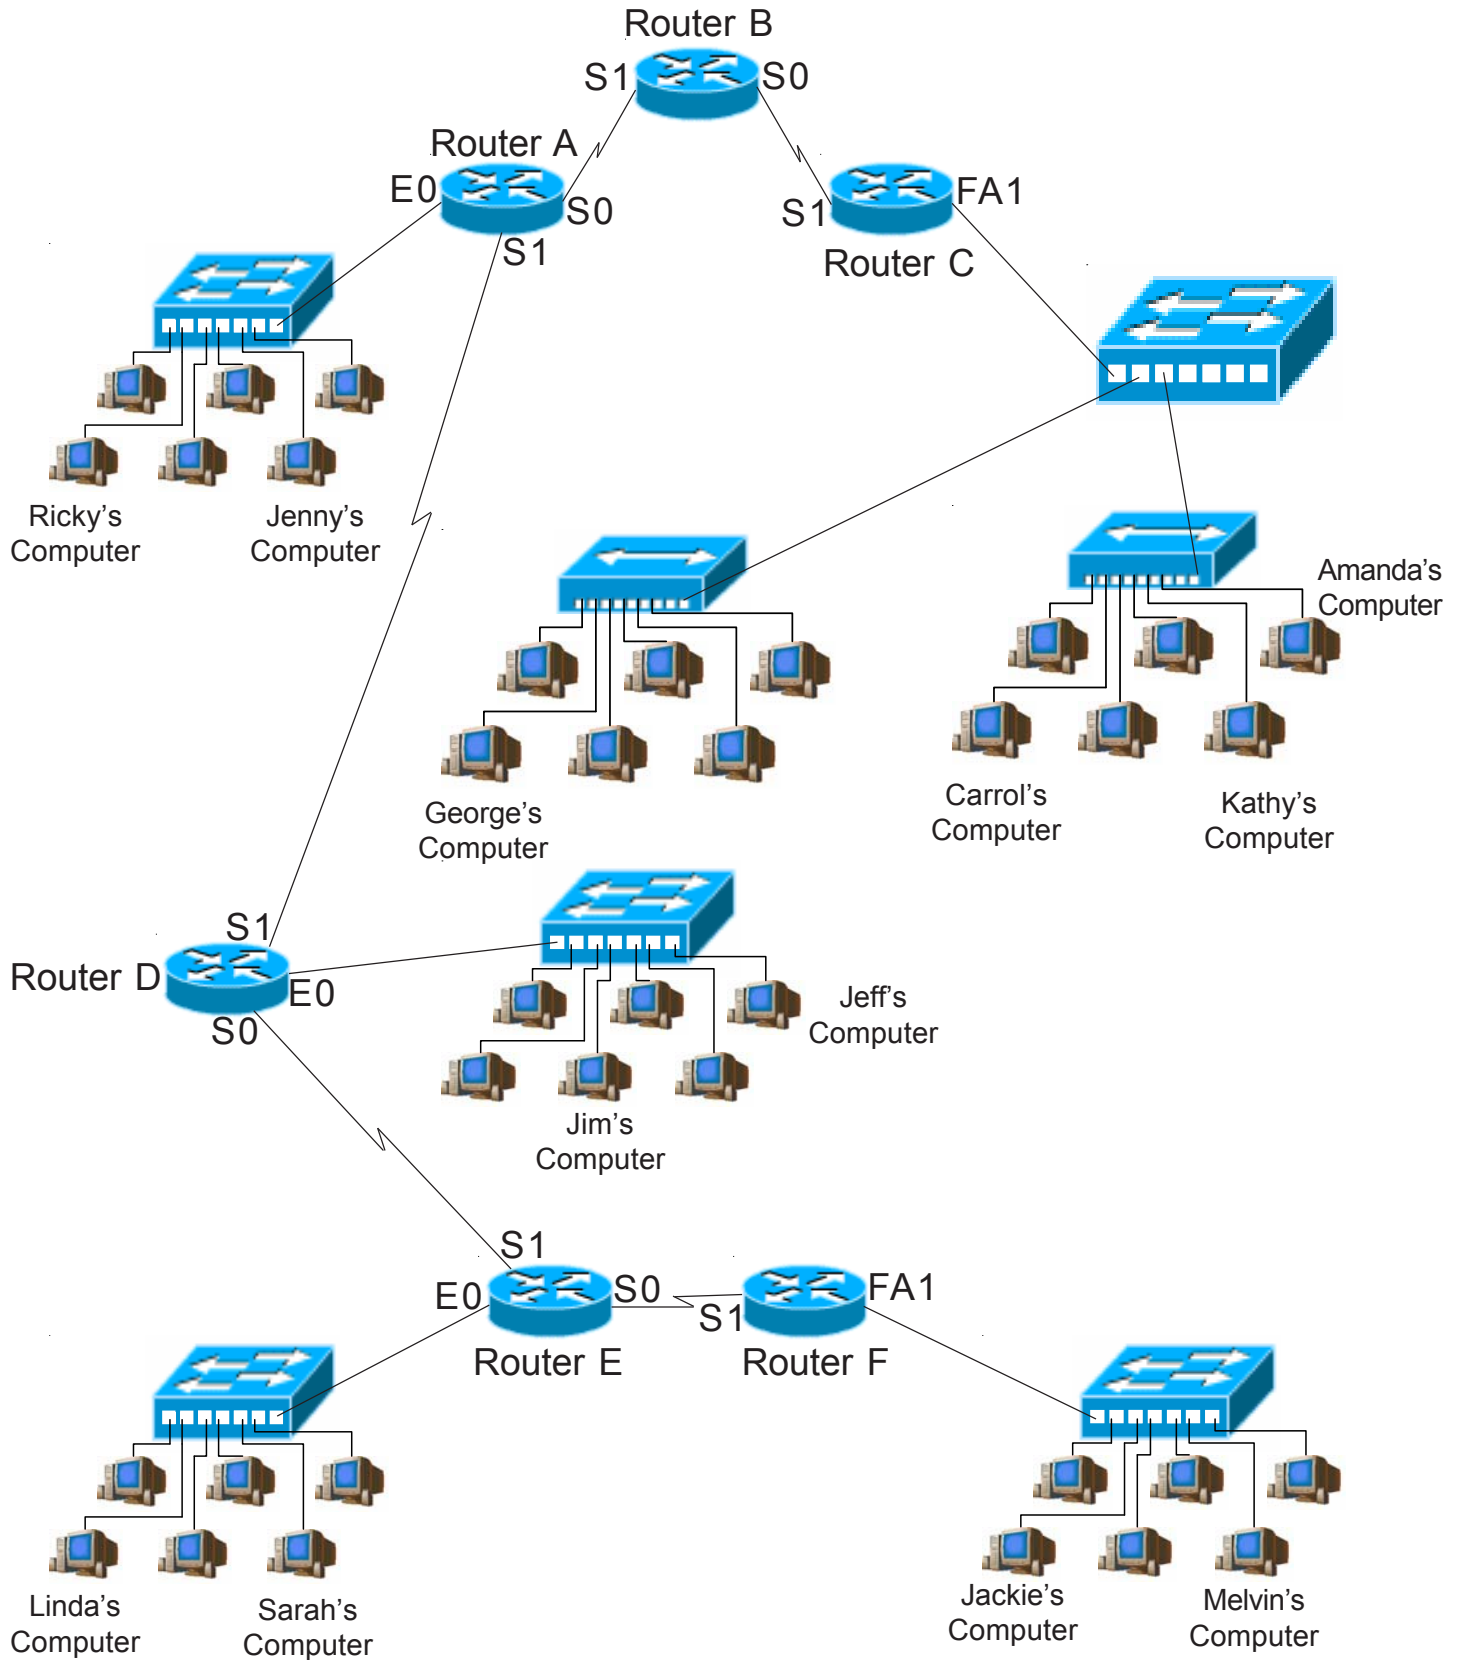 Router B
S1
S0
Router A
E0
S0
S1
FA1
S1
Router C
Ricky's
Computer
Jenny's
Computer
Amanda's
Computer
George's
Computer
Carrol's
Computer
Kathy's
Computer
S1
Router D
E0
S0
Jeff's
Computer
Jim's
Computer
S1
E0
S0
S1
FA1
Router E
Router F
Linda's
Computer
Sarah's
Computer
Jackie's
Computer
Melvin's
Computer